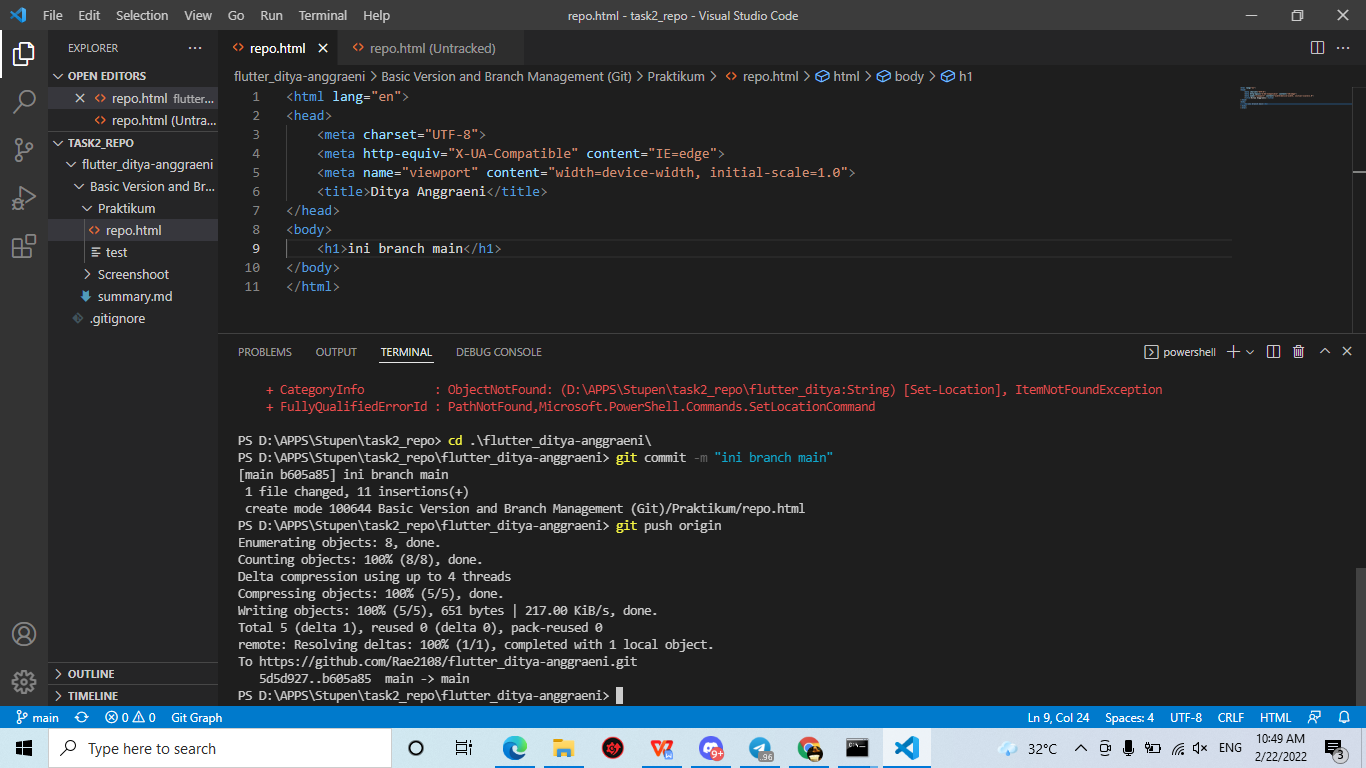 File Edit Selection View Go Run Terminal Help
repo.html - task2_repo - Visual Studio Code
EXPLORER
OPEN EDITORS
repo.html flutter...
repo.html (Untra...
TASK2_REPO
flutter_ditya-anggraeni
Basic Version and Br...
Praktikum
repo.html
test
Screenshoot
summary.md
.gitignore
OUTLINE
TIMELINE
repo.html
repo.html (Untracked)
flutter_ditya-anggraeni > Basic Version and Branch Management (Git) > Praktikum > repo.html > html > body > h1
1 <html lang="en">
2 <head>
3 <meta charset="UTF-8">
4 <meta http-equiv="X-UA-Compatible" content="IE=edge">
5 <meta name="viewport" content="width=device-width, initial-scale=1.0">
6 <title>Ditya Anggraeni</title>
7 </head>
8 <body>
9 <h1>ini branch main</h1>
10 </body>
11 </html>
PROBLEMS OUTPUT TERMINAL DEBUG CONSOLE
powershell
+ CategoryInfo : ObjectNotFound: (D:\APPS\Stupen\task2_repo\flutter_ditya:String) [Set-Location], ItemNotFoundException
+ FullyQualifiedErrorId : PathNotFound,Microsoft.PowerShell.Commands.SetLocationCommand
PS D:\APPS\Stupen\task2_repo> cd .\flutter_ditya-anggraeni\
PS D:\APPS\Stupen\task2_repo\flutter_ditya-anggraeni> git commit -m "ini branch main"
[main b605a85] ini branch main
1 file changed, 11 insertions(+)
create mode 100644 Basic Version and Branch Management (Git)/Praktikum/repo.html
PS D:\APPS\Stupen\task2_repo\flutter_ditya-anggraeni> git push origin
Enumerating objects: 8, done.
Counting objects: 100% (8/8), done.
Delta compression using up to 4 threads
Compressing objects: 100% (5/5), done.
Writing objects: 100% (5/5), 651 bytes | 217.00 KiB/s, done.
Total 5 (delta 1), reused 0 (delta 0), pack-reused 0
remote: Resolving deltas: 100% (1/1), completed with 1 local object.
To https://github.com/Rae2108/flutter_ditya-anggraeni.git
5d5d927..b605a85 main -> main
PS D:\APPS\Stupen\task2_repo\flutter_ditya-anggraeni>
main 0 0 Git Graph
Ln 9, Col 24 Spaces: 4 UTF-8 CRLF HTML
Type here to search
9+
96
32°C
ENG
10:49 AM
2/22/2022
3